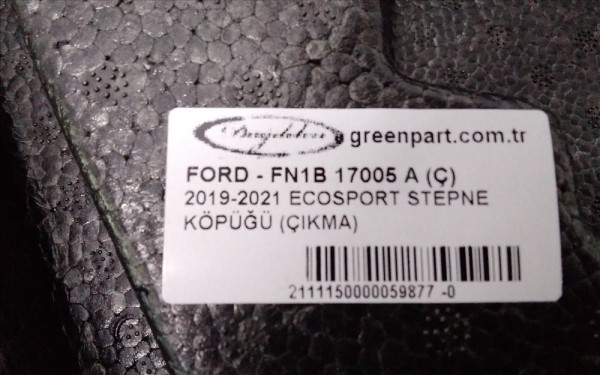 greenpart.com.tr
FORD - FN1B 17005 A (Ç)
2019-2021 ECOSPORT STEPNE
KÖPÜĞÜ (ÇIKMA)
2111150000059877 -0